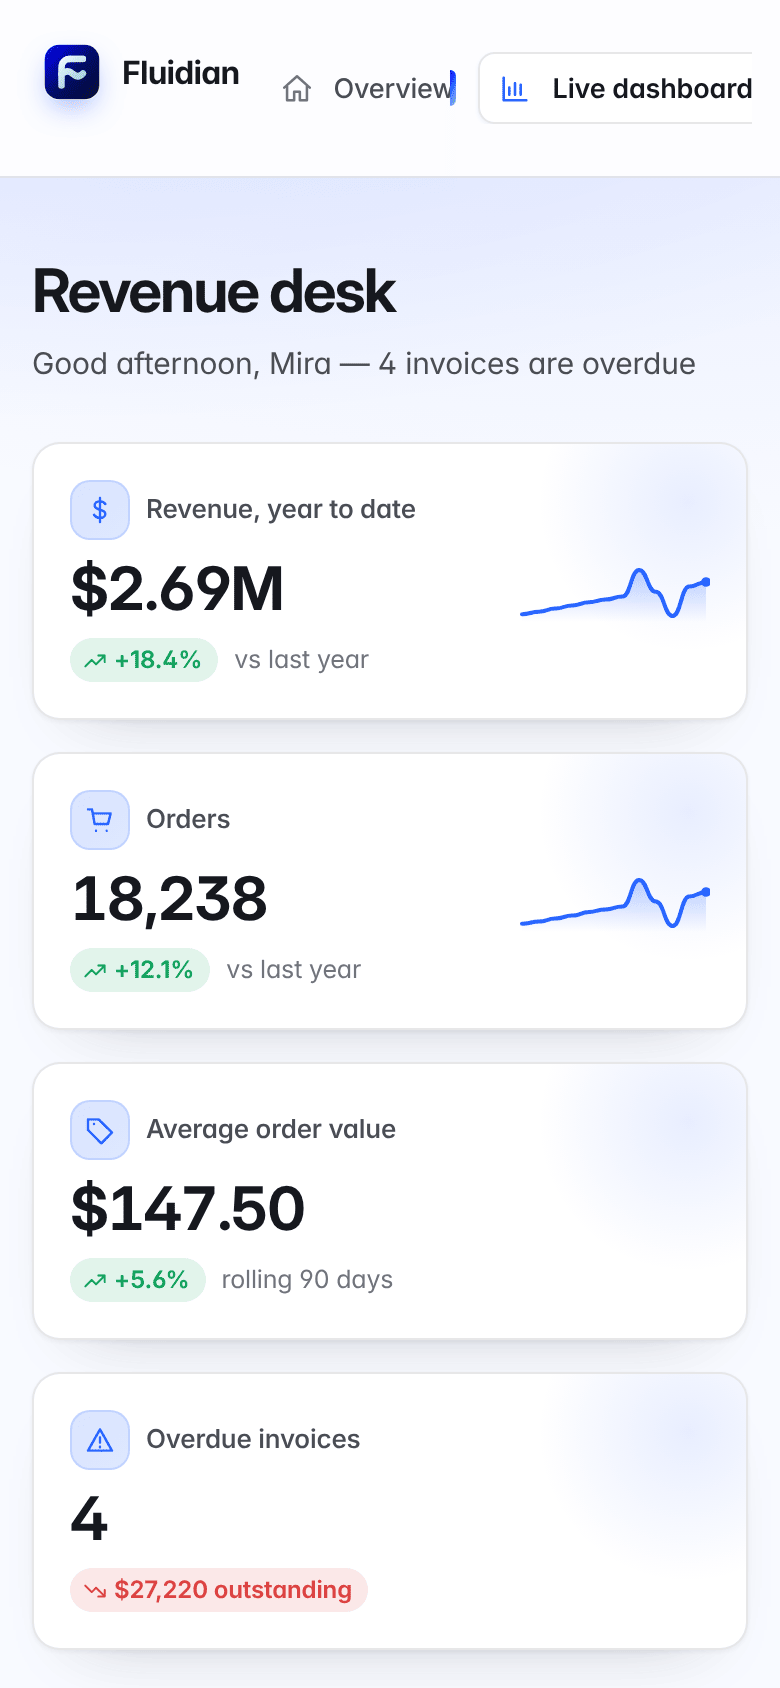 Fluidian
Overview
Live dashboard
Revenue desk
Good afternoon, Mira — 4 invoices are overdue
Revenue, year to date
$2.69M
+18.4% vs last year
Orders
18,238
+12.1% vs last year
Average order value
$147.50
+5.6% rolling 90 days
Overdue invoices
4
$27,220 outstanding